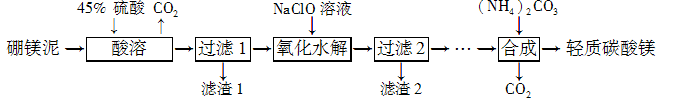 45% 硫酸 CO₂ NaClO 溶液 (NH₄)₂CO₃
硼镁泥 酸溶 过滤 1 氧化水解 过滤 2 … 合成 轻质碳酸镁
滤渣 1 滤渣 2 CO₂